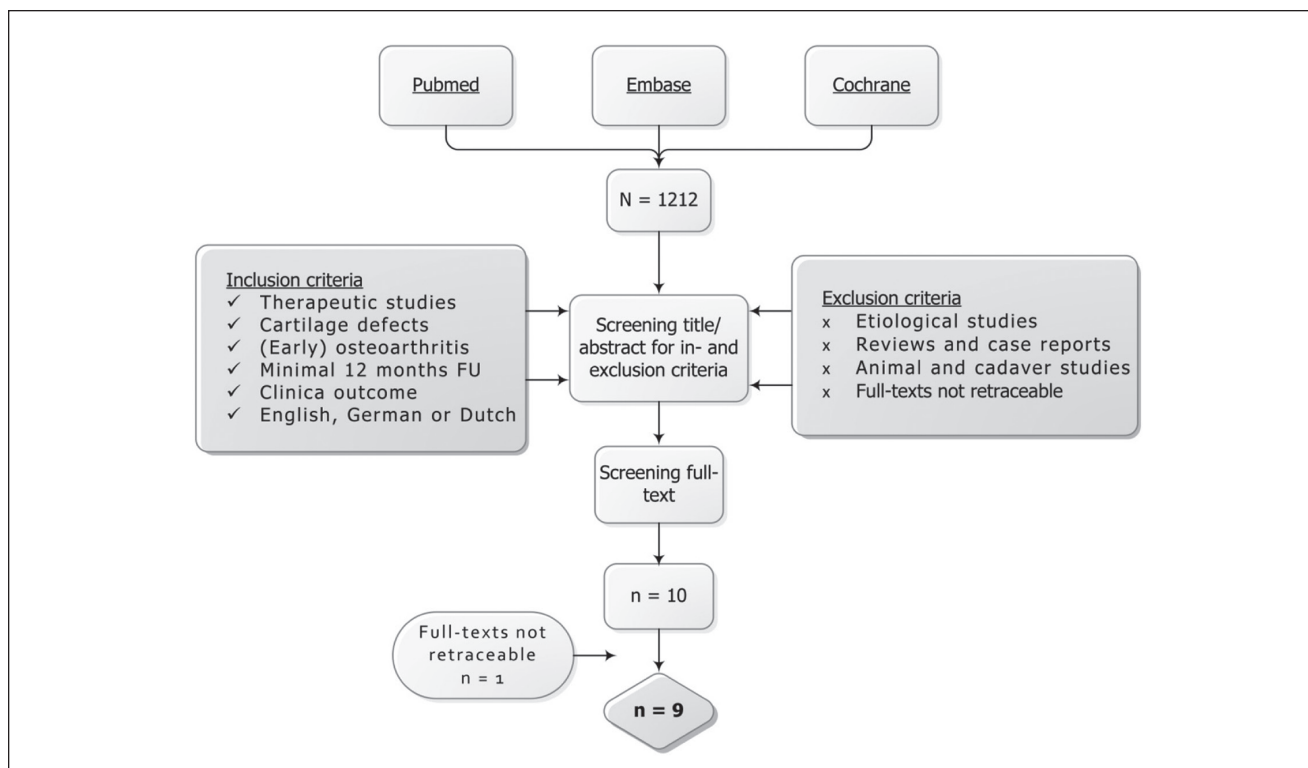 Pubmed
Embase
Cochrane
N = 1212
Inclusion criteria
✓ Therapeutic studies
✓ Cartilage defects
✓ (Early) osteoarthritis
✓ Minimal 12 months FU
✓ Clinica outcome
✓ English, German or Dutch
Screening title/
abstract for in- and
exclusion criteria
Exclusion criteria
x Etiological studies
x Reviews and case reports
x Animal and cadaver studies
x Full-texts not retraceable
Screening full-
text
n = 10
Full-texts not
retraceable
n = 1
n = 9